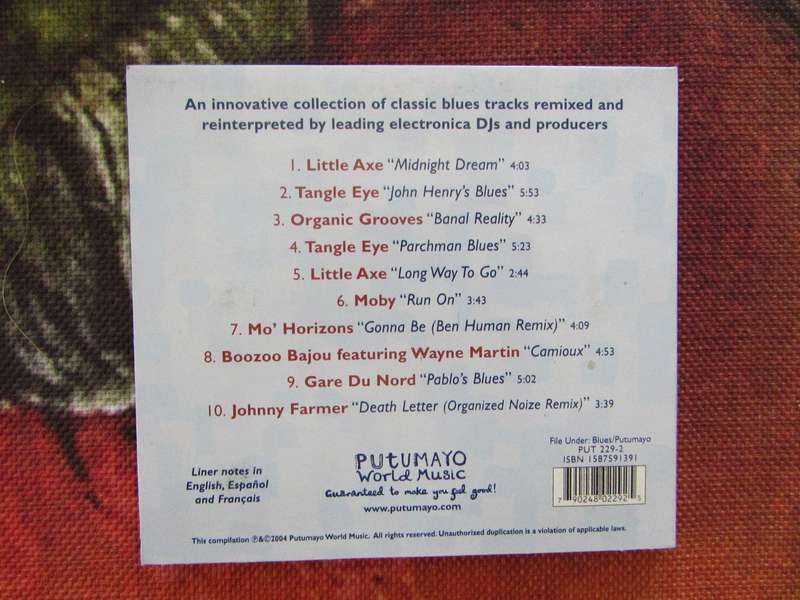 An innovative collection of classic blues tracks remixed and
reinterpreted by leading electronica DJs and producers
1. Little Axe “Midnight Dream” 4:03
2. Tangle Eye “John Henry’s Blues” 5:53
3. Organic Grooves “Banal Reality” 4:33
4. Tangle Eye “Parchman Blues” 5:23
5. Little Axe “Long Way To Go” 2:44
6. Moby “Run On” 3:43
7. Mo’ Horizons “Gonna Be (Ben Human Remix)” 4:09
8. Boozoo Bajou featuring Wayne Martin “Camioux” 4:53
9. Gare Du Nord “Pablo’s Blues” 5:02
10. Johnny Farmer “Death Letter (Organized Noize Remix)” 3:39
Liner notes in
English, Español
and Français
PUTUMAYO
World Music
Guaranteed to make you feel good!
www.putumayo.com
File Under: Blues/Putumayo
PUT 229-2
ISBN 1587591391
7 90248 02292 5
This compilation ℗&©2004 Putumayo World Music. All rights reserved. Unauthorized duplication is a violation of applicable laws.